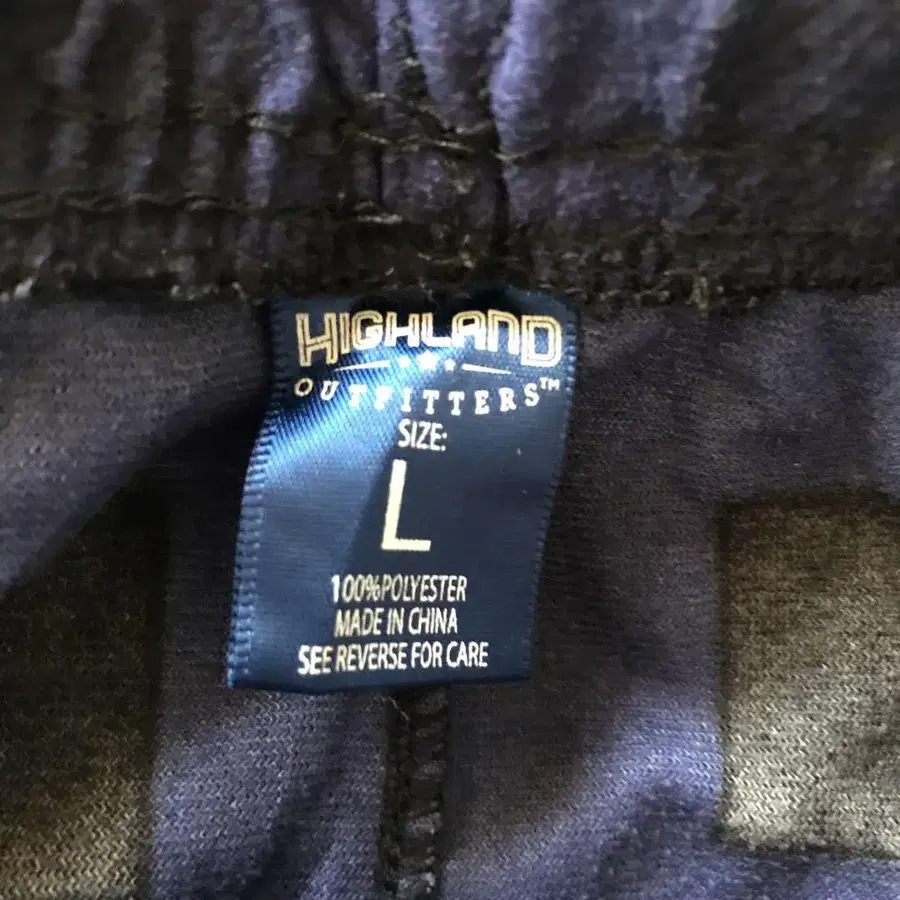 HIGHLAND
OUTFITTERS™
SIZE:
L
100%POLYESTER
MADE IN CHINA
SEE REVERSE FOR CARE